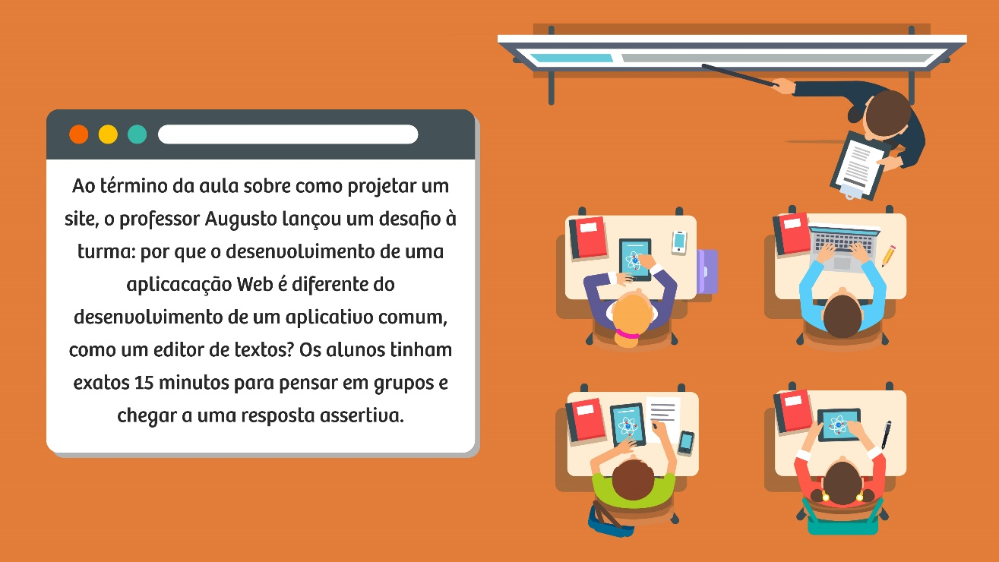 Ao término da aula sobre como projetar um
site, o professor Augusto lançou um desafio à
turma: por que o desenvolvimento de uma
aplicacação Web é diferente do
desenvolvimento de um aplicativo comum,
como um editor de textos? Os alunos tinham
exatos 15 minutos para pensar em grupos e
chegar a uma resposta assertiva.